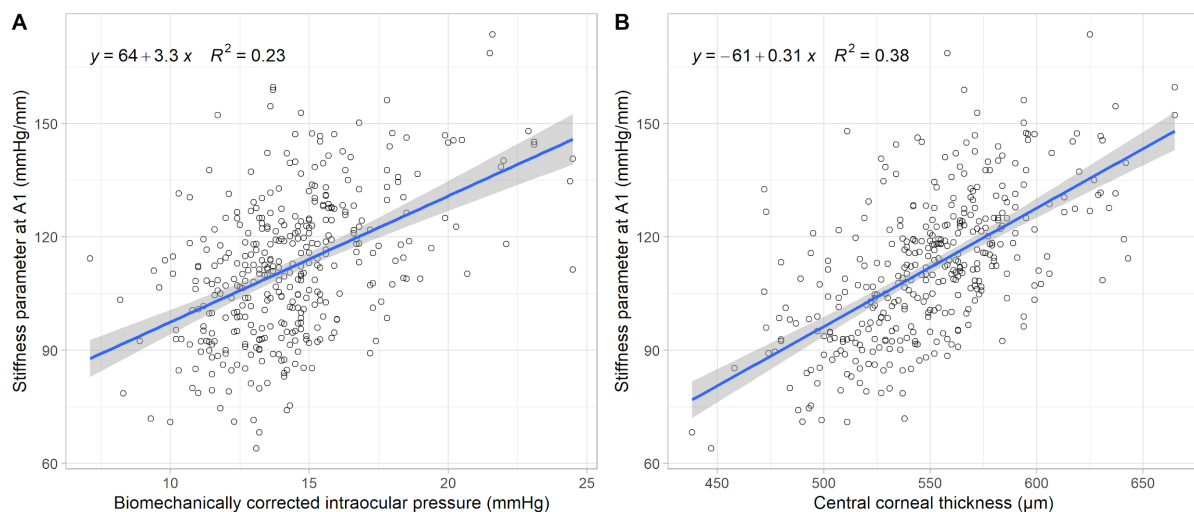 A
y = 64 + 3.3 x R² = 0.23
Stiffness parameter at A1 (mmHg/mm)
150
120
90
60
10 15 20 25
Biomechanically corrected intraocular pressure (mmHg)
B
y = −61 + 0.31 x R² = 0.38
Stiffness parameter at A1 (mmHg/mm)
150
120
90
60
450 500 550 600 650
Central corneal thickness (µm)